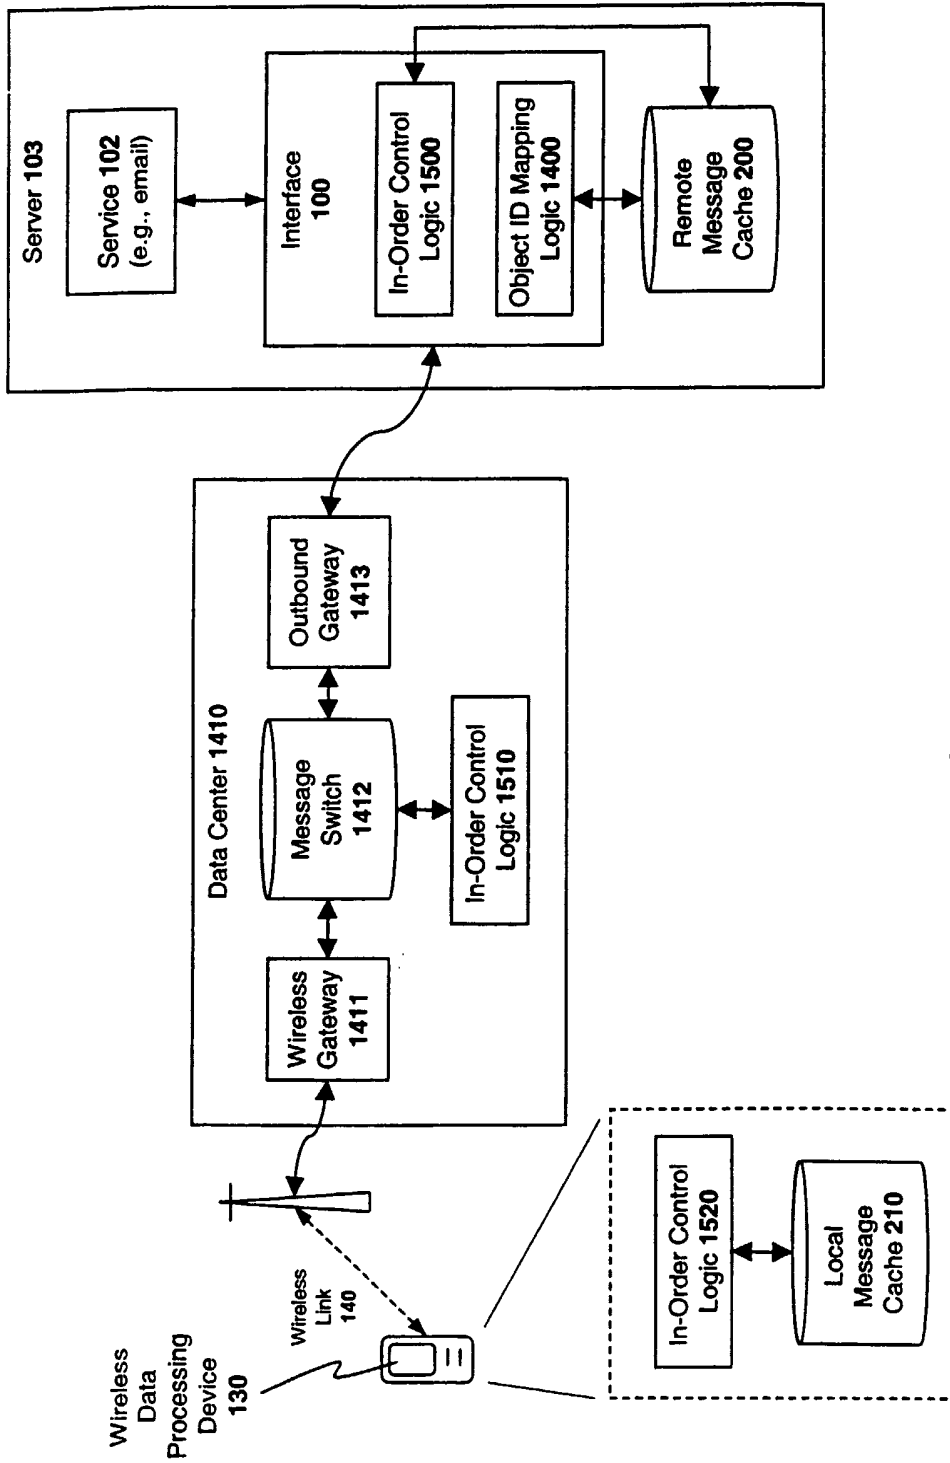 Wireless
Data
Processing
Device
130
Wireless
Link
140
In-Order Control
Logic 1520
Local
Message
Cache 210
Data Center 1410
Wireless
Gateway
1411
Message
Switch
1412
Outbound
Gateway
1413
In-Order Control
Logic 1510
Server 103
Service 102
(e.g., email)
Interface
100
In-Order Control
Logic 1500
Object ID Mapping
Logic 1400
Remote
Message
Cache 200